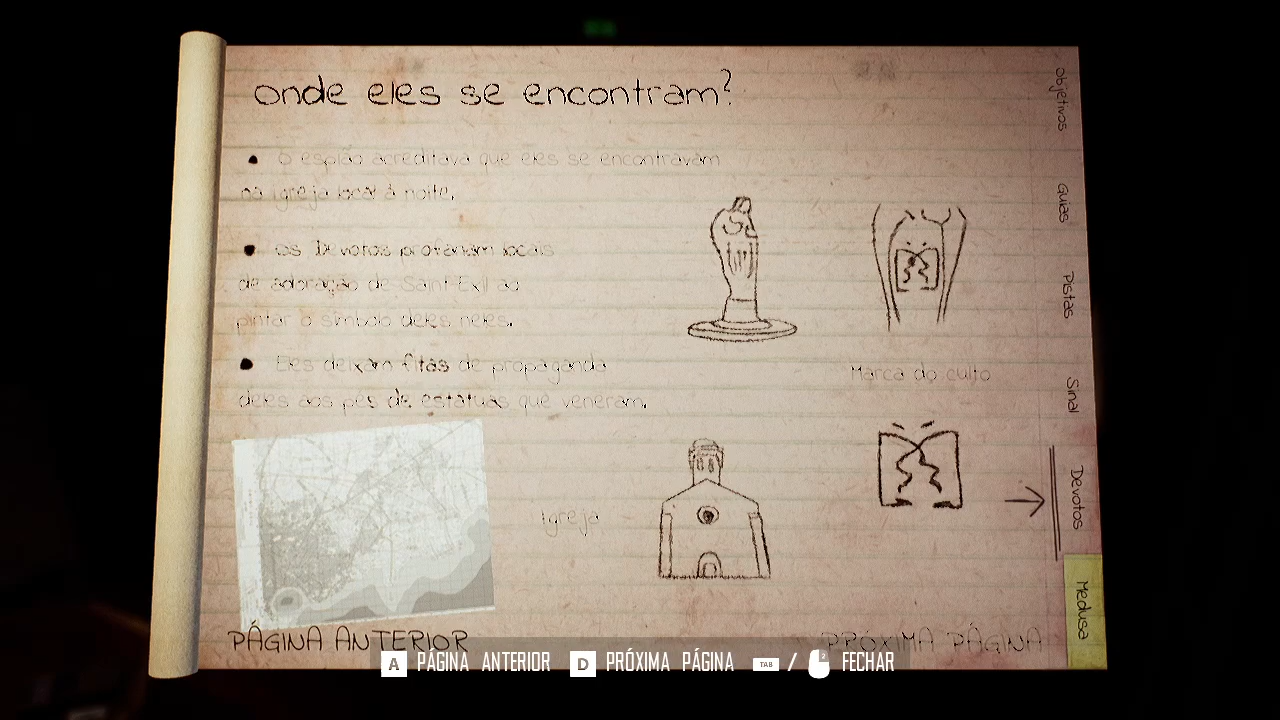 onde eles se encontram?
• O espião acreditava que eles se encontravam
na igreja local à noite.
• Os Devotos profanam locais
de adoração de Saint-Exil ao
pintar o símbolo deles neles.
• Eles deixam fitas de propaganda
deles aos pés de estátuas que veneram.
Marca do culto
Igreja
Objetivos
Guias
Pistas
Sinal
Devotos
Medusa
PÁGINA ANTERIOR
PRÓXIMA PÁGINA
A PÁGINA ANTERIOR D PRÓXIMA PÁGINA TAB / 2 FECHAR